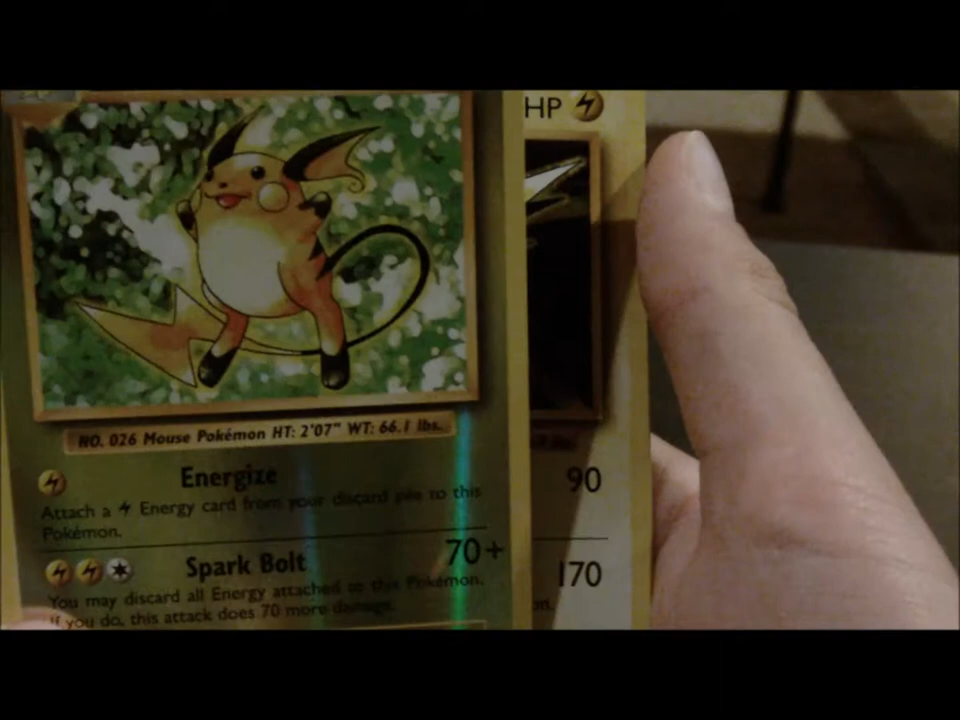 HP
NO. 026 Mouse Pokémon HT: 2'07" WT: 66.1 lbs.
Energize
Attach a Energy card from your discard pile to this
Pokémon.
90
Spark Bolt 70+
You may discard all Energy attached to this Pokémon.
If you do, this attack does 70 more damage.
170